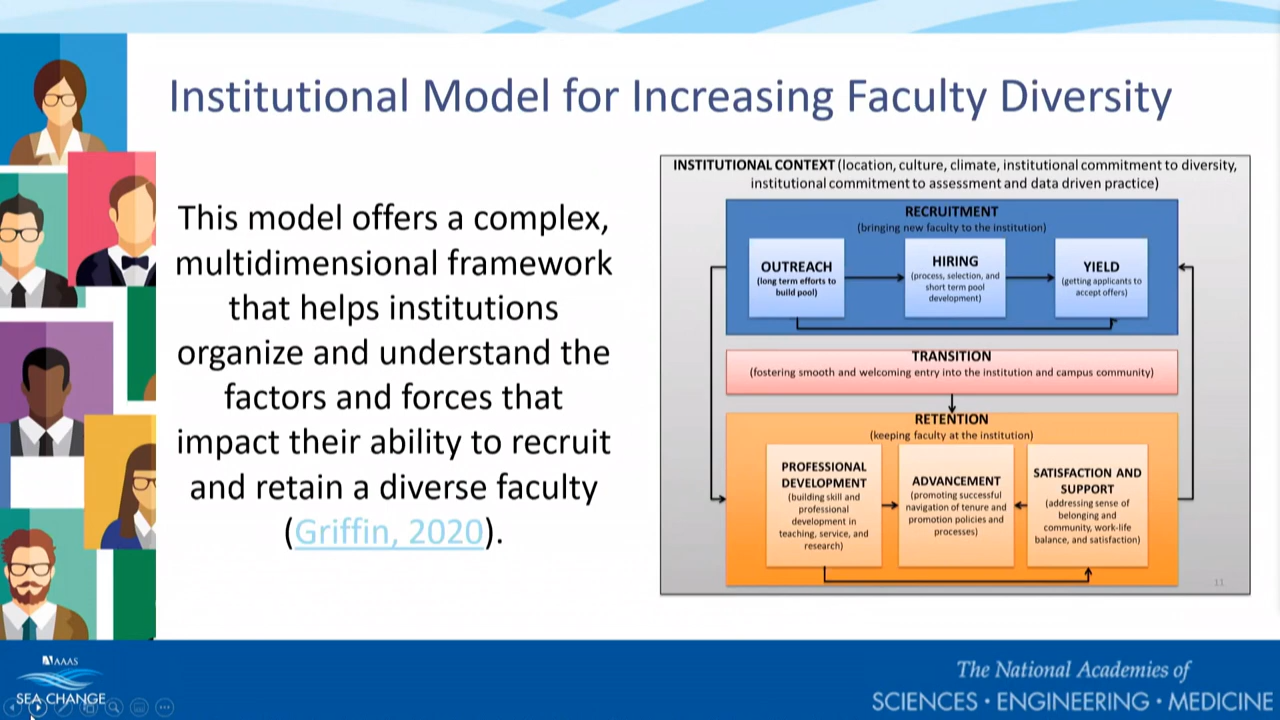 Institutional Model for Increasing Faculty Diversity
This model offers a complex,
multidimensional framework
that helps institutions
organize and understand the
factors and forces that
impact their ability to recruit
and retain a diverse faculty
(Griffin, 2020).
INSTITUTIONAL CONTEXT (location, culture, climate, institutional commitment to diversity,
institutional commitment to assessment and data driven practice)
RECRUITMENT
(bringing new faculty to the institution)
OUTREACH
(long term efforts to
build pool)
HIRING
(process, selection, and
short term pool
development)
YIELD
(getting applicants to
accept offers)
TRANSITION
(fostering smooth and welcoming entry into the institution and campus community)
RETENTION
(keeping faculty at the institution)
PROFESSIONAL
DEVELOPMENT
(building skill and
professional
development in
teaching, service, and
research)
ADVANCEMENT
(promoting successful
navigation of tenure and
promotion policies and
processes)
SATISFACTION AND
SUPPORT
(addressing sense of
belonging and
community, work-life
balance, and satisfaction)
11
AAAS
SEA CHANGE
The National Academies of
SCIENCES • ENGINEERING • MEDICINE